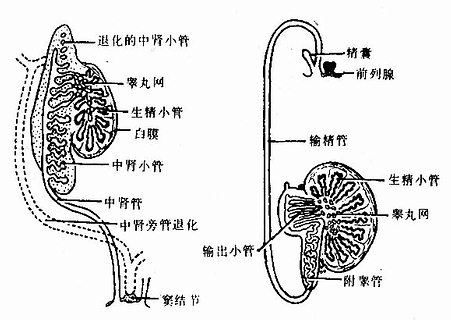 退化的中肾小管
睾丸网
生精小管
白膜
中肾小管
中肾管
中肾旁管退化
窦结节
精囊
前列腺
输精管
生精小管
睾丸网
输出小管
附睾管